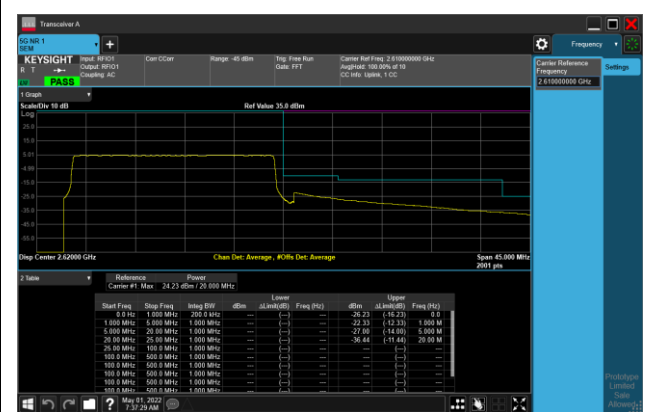 Transceiver A
5G NR 1
SEM
Frequency
KEYSIGHT
R T
PASS
Input: RFIO1
Output: RFIO1
Coupling: AC
Corr CCorr
Range: -45 dBm
Trig: Free Run
Gate: FFT
Carrier Ref Freq: 2.610000000 GHz
Avg|Hold: 100.00% of 10
CC Info: Uplink, 1 CC
Carrier Reference
Frequency
2.610000000 GHz
Settings
1 Graph
Scale/Div 10 dB
Ref Value 35.0 dBm
Log
25.0
15.0
5.01
-4.99
-15.0
-25.0
-35.0
-45.0
-55.0
Disp Center 2.62000 GHz
Chan Det: Average , #Offs Det: Average
Span 45.000 MHz
2001 pts
2 Table
Reference Power
Carrier #1 Max 24.23 dBm / 20.000 MHz
Lower Upper
Start Freq Stop Freq Integ BW dBm ΔLimit(dB) Freq (Hz) dBm ΔLimit(dB) Freq (Hz)
0.0 Hz 1.000 MHz 200.0 kHz --- (---) --- -26.23 (-16.23) 0.0
1.000 MHz 5.000 MHz 1.000 MHz --- (---) --- -22.33 (-12.33) 1.000 M
5.000 MHz 20.00 MHz 1.000 MHz --- (---) --- -27.00 (-14.00) 5.000 M
20.00 MHz 25.00 MHz 1.000 MHz --- (---) --- -36.44 (-11.44) 20.00 M
25.00 MHz 100.0 MHz 1.000 MHz --- (---) --- --- (---) ---
100.0 MHz 500.0 MHz 1.000 MHz --- (---) --- --- (---) ---
100.0 MHz 500.0 MHz 1.000 MHz --- (---) --- --- (---) ---
100.0 MHz 500.0 MHz 1.000 MHz --- (---) --- --- (---) ---
100.0 MHz 500.0 MHz 1.000 MHz --- (---) --- --- (---) ---
May 01, 2022
7:37:29 AM
Prototype
Limited
Sale
Allowed